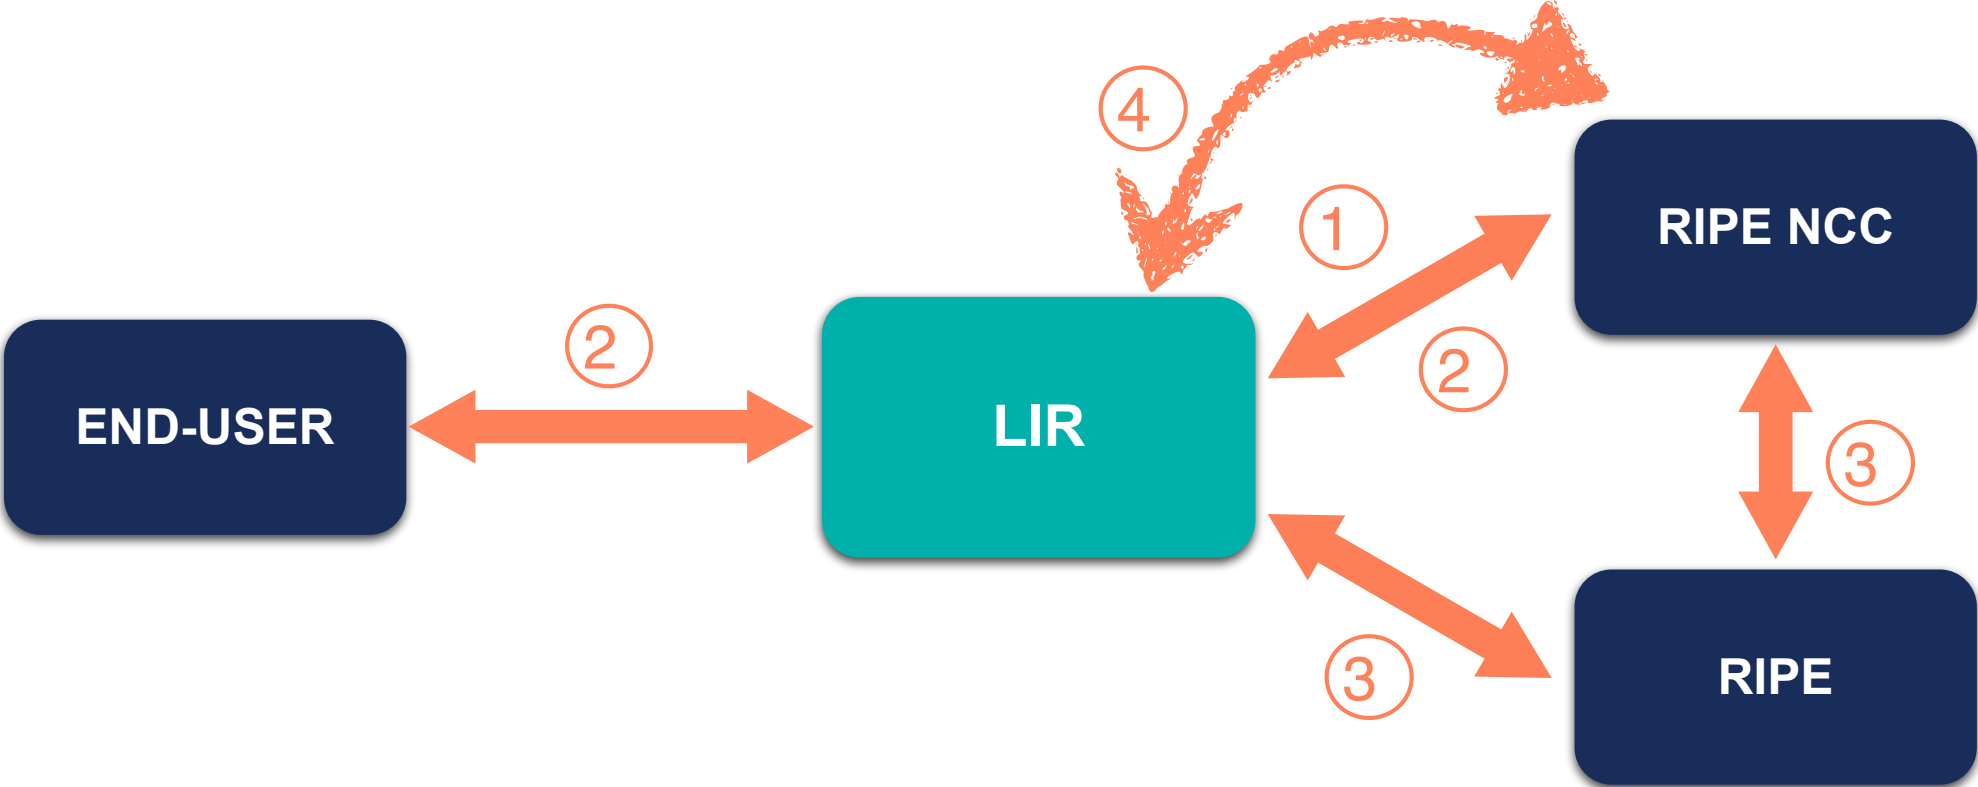 ④
①
RIPE NCC
②
②
END-USER
LIR
③
③
RIPE